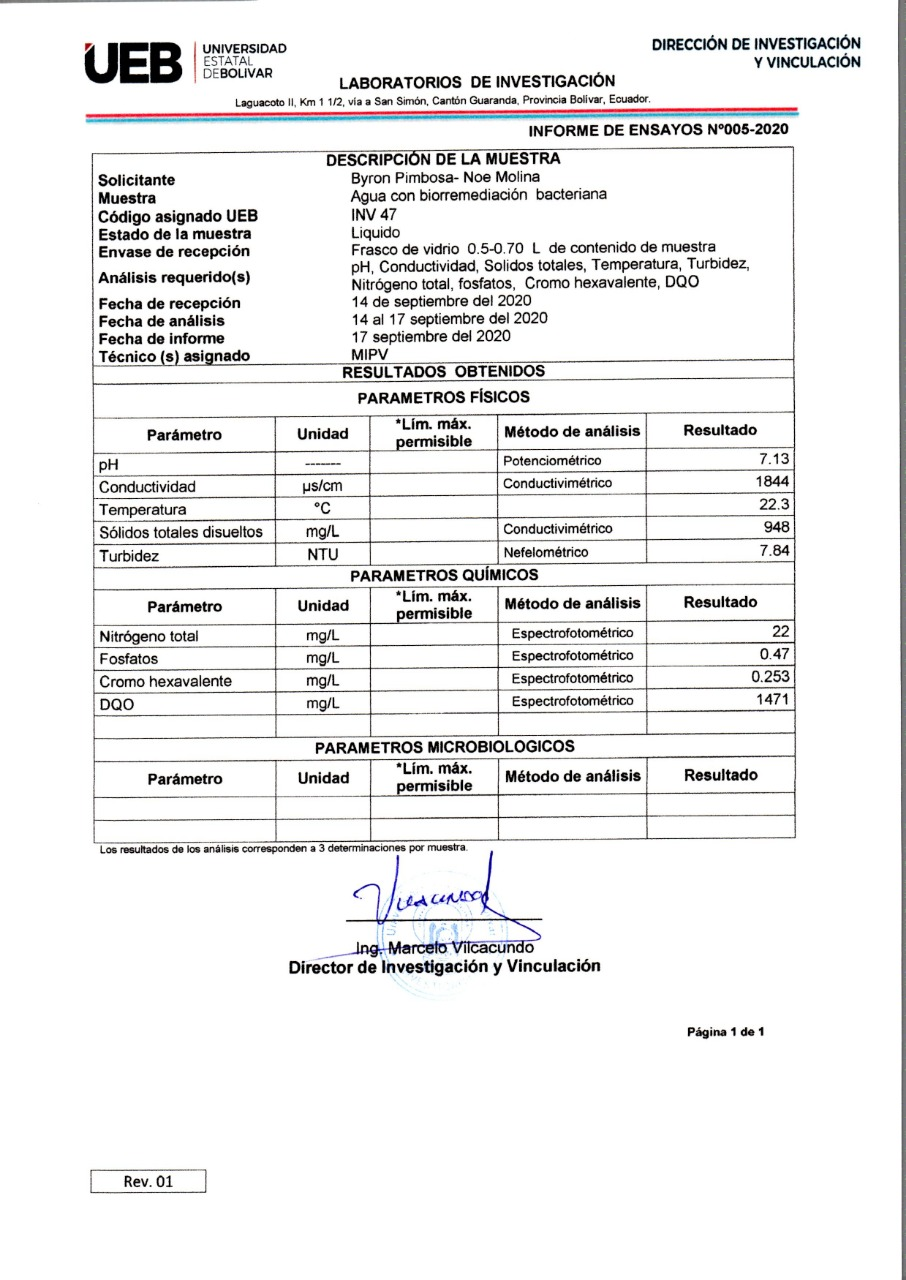 UEB UNIVERSIDAD
ESTATAL
DEBOLIVAR
DIRECCIÓN DE INVESTIGACIÓN
Y VINCULACIÓN
LABORATORIOS DE INVESTIGACIÓN
Laguacoto II, Km 1 1/2, vía a San Simón, Cantón Guaranda, Provincia Bolívar, Ecuador.
INFORME DE ENSAYOS Nº005-2020
DESCRIPCIÓN DE LA MUESTRA
Solicitante Byron Pimbosa- Noe Molina
Muestra Agua con biorremediación bacteriana
Código asignado UEB INV 47
Estado de la muestra Liquido
Envase de recepción Frasco de vidrio 0.5-0.70 L de contenido de muestra
Análisis requerido(s) pH, Conductividad, Solidos totales, Temperatura, Turbidez,
Nitrógeno total, fosfatos, Cromo hexavalente, DQO
Fecha de recepción 14 de septiembre del 2020
Fecha de análisis 14 al 17 septiembre del 2020
Fecha de informe 17 septiembre del 2020
Técnico (s) asignado MIPV
RESULTADOS OBTENIDOS
PARAMETROS FÍSICOS
Parámetro Unidad *Lím. máx. permisible Método de análisis Resultado
pH ------- Potenciométrico 7.13
Conductividad µs/cm Conductivimétrico 1844
Temperatura °C 22.3
Sólidos totales disueltos mg/L Conductivimétrico 948
Turbidez NTU Nefelométrico 7.84
PARAMETROS QUÍMICOS
Parámetro Unidad *Lím. máx. permisible Método de análisis Resultado
Nitrógeno total mg/L Espectrofotométrico 22
Fosfatos mg/L Espectrofotométrico 0.47
Cromo hexavalente mg/L Espectrofotométrico 0.253
DQO mg/L Espectrofotométrico 1471
PARAMETROS MICROBIOLOGICOS
Parámetro Unidad *Lím. máx. permisible Método de análisis Resultado
Los resultados de los análisis corresponden a 3 determinaciones por muestra.
Ing. Marcelo Vilcacundo
Director de Investigación y Vinculación
Página 1 de 1
Rev. 01